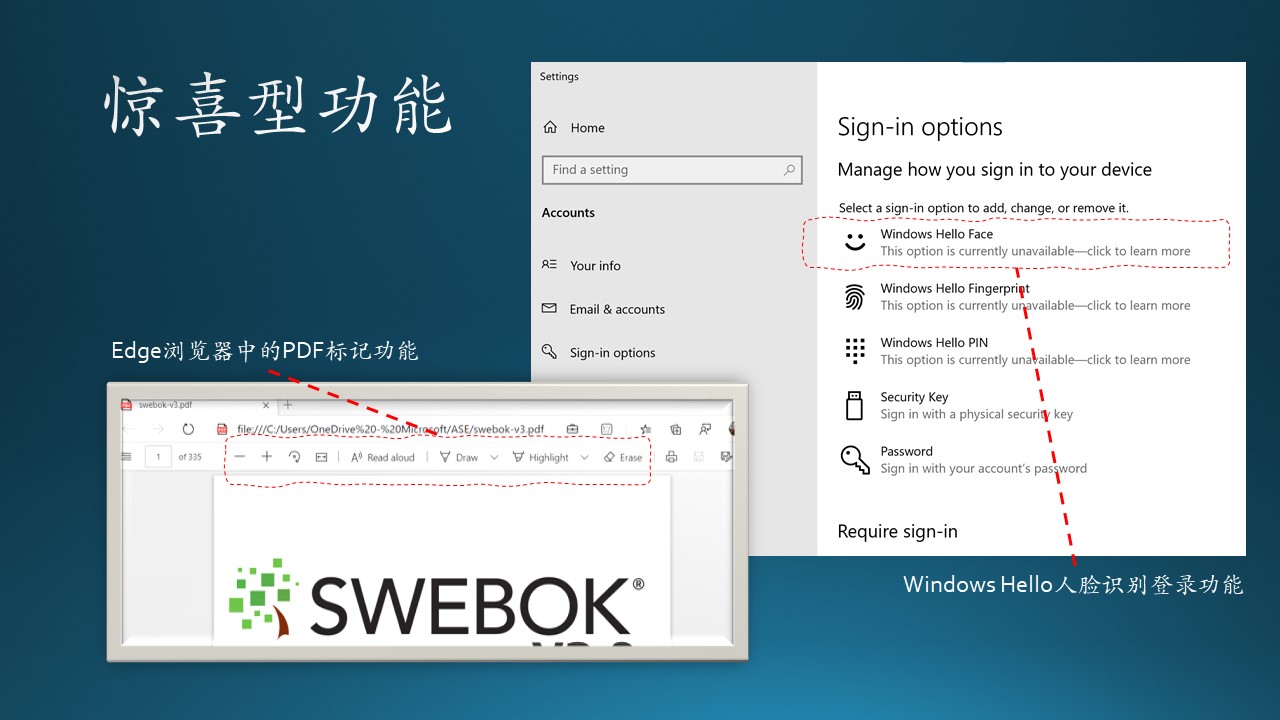 惊喜型功能
Settings
Home
Find a setting
Accounts
Your info
Email & accounts
Sign-in options
Sign-in options
Manage how you sign in to your device
Select a sign-in option to add, change, or remove it.
Windows Hello Face
This option is currently unavailable—click to learn more
Windows Hello Fingerprint
This option is currently unavailable—click to learn more
Windows Hello PIN
This option is currently unavailable—click to learn more
Security Key
Sign in with a physical security key
Password
Sign in with your account's password
Require sign-in
Windows Hello人脸识别登录功能
Edge浏览器中的PDF标记功能
swebok-v3.pdf
file:///C:/Users/OneDrive%20-%20Microsoft/ASE/swebok-v3.pdf
1 of 335 Read aloud Draw Highlight Erase
SWEBOK®